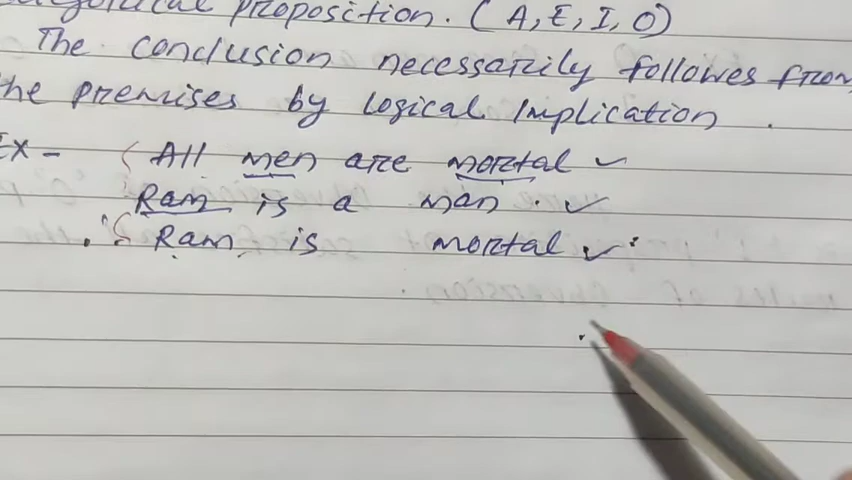 proposition. (A, E, I, O)
The conclusion necessarily followes from
the premises by logical Implication.
Ex- All men are mortal
Ram is a man.
∴ Ram is mortal